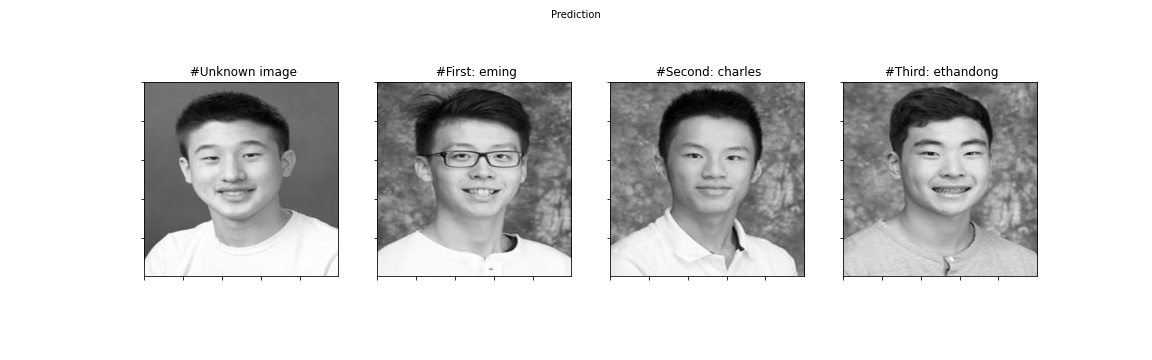 Prediction
#Unknown image
#First: eming
#Second: charles
#Third: ethandong